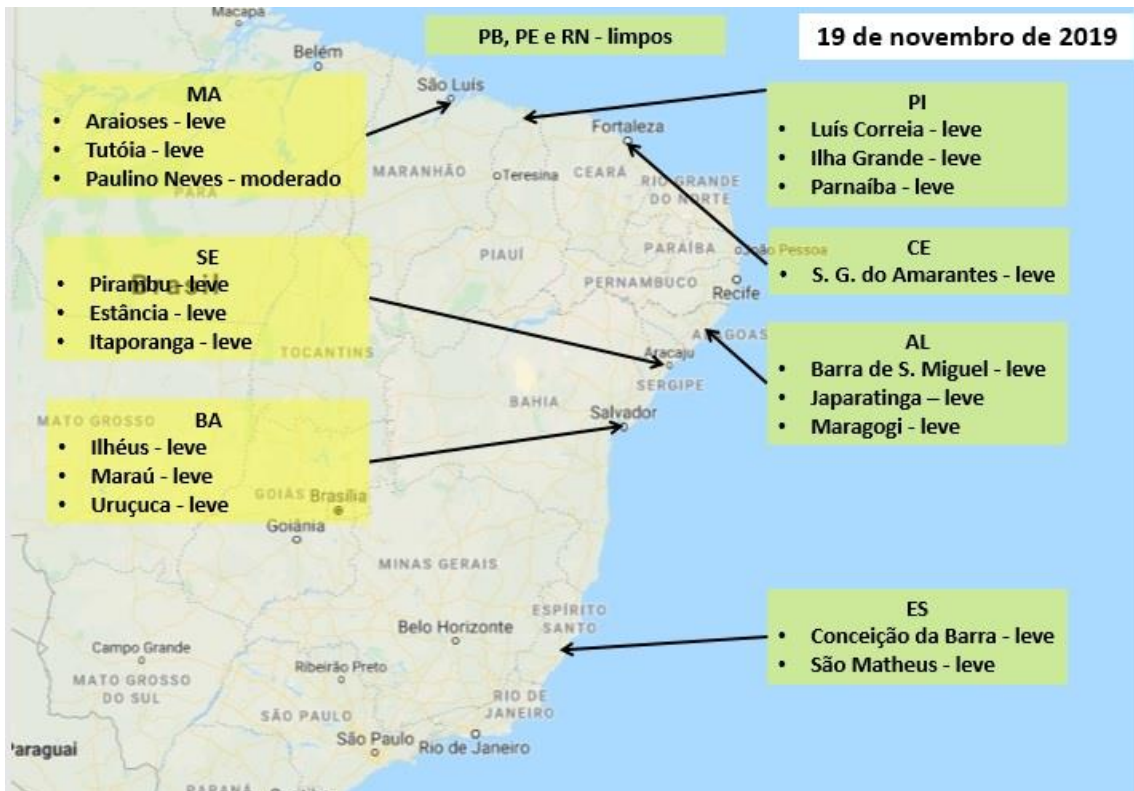 PB, PE e RN - limpos
19 de novembro de 2019
MA
• Araioses - leve
• Tutóia - leve
• Paulino Neves - moderado
SE
• Pirambu - leve
• Estância - leve
• Itaporanga - leve
BA
• Ilhéus - leve
• Maraú - leve
• Uruçuca - leve
PI
• Luís Correia - leve
• Ilha Grande - leve
• Parnaíba - leve
CE
• S. G. do Amarantes - leve
AL
• Barra de S. Miguel - leve
• Japaratinga – leve
• Maragogi - leve
ES
• Conceição da Barra - leve
• São Matheus - leve
Macapá
Belém
São Luís
Fortaleza
MARANHÃO
Teresina
CEARÁ
RIO GRANDE
DO NORTE
PARÁ
PIAUÍ
PARAÍBA
João Pessoa
PERNAMBUCO
Recife
Brasil
ALAGOAS
TOCANTINS
Aracaju
SERGIPE
BAHIA
Salvador
MATO GROSSO
GOIÁS
Brasília
Goiânia
MINAS GERAIS
ESPÍRITO
SANTO
Belo Horizonte
Campo Grande
MATO GROSSO
DO SUL
Ribeirão Preto
RIO DE
JANEIRO
SÃO PAULO
São Paulo
Rio de Janeiro
Paraguai
PARANÁ